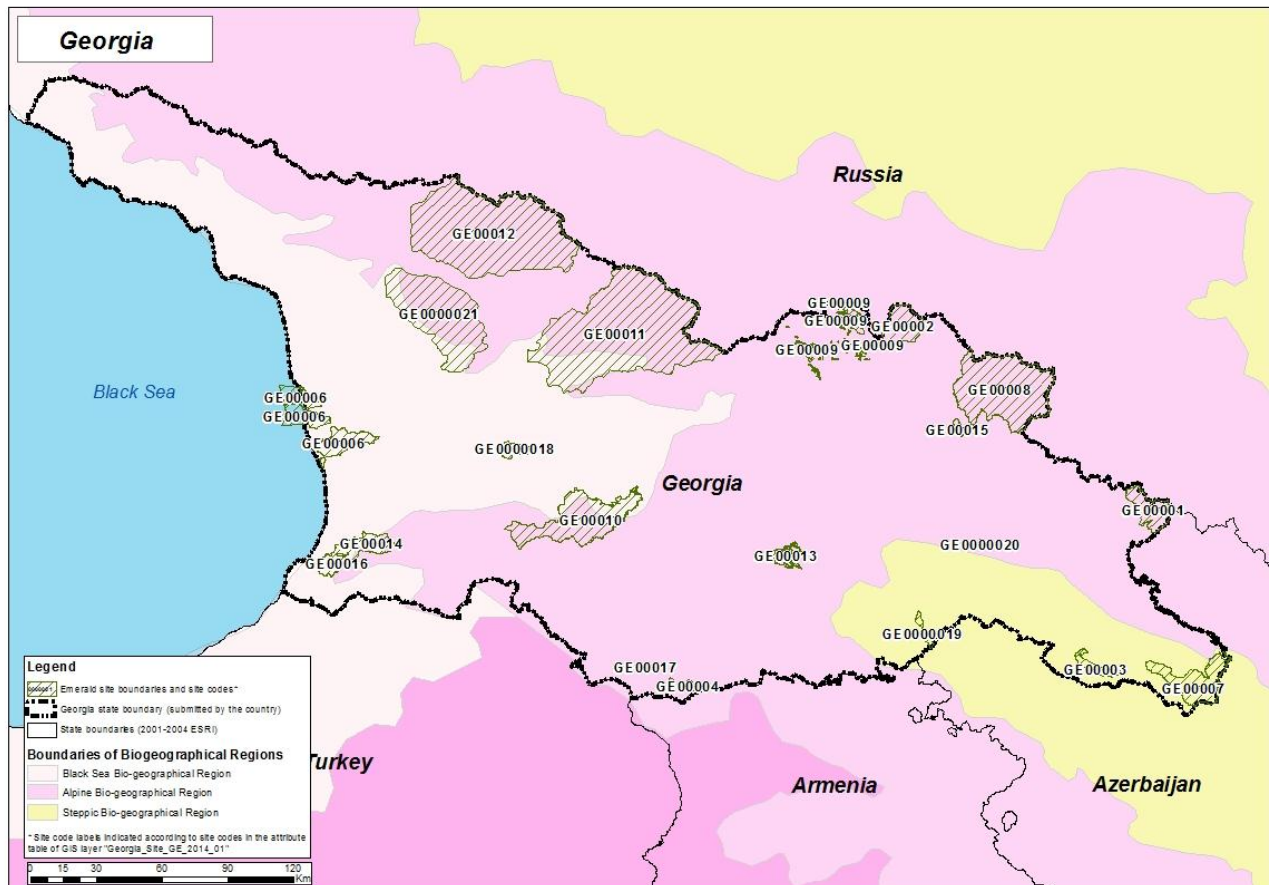 Georgia
Russia
GE00012
GE0000021
GE00011
GE00009
GE00009
GE00002
GE00009
GE00009
Black Sea
GE00006
GE00006
GE00006
GE00008
GE00015
GE0000018
Georgia
GE00001
GE00010
GE00014
GE00016
GE00013
GE0000020
GE0000019
GE00017
GE00004
GE00003
GE00007
Turkey
Armenia
Azerbaijan
Legend
Emerald site boundaries and site codes*
Georgia state boundary (submitted by the country)
State boundaries (2001-2004 ESRI)
Boundaries of Biogeographical Regions
Black Sea Bio-geographical Region
Alpine Bio-geographical Region
Steppic Bio-geographical Region
* Site code labels indicated according to site codes in the attribute
table of GIS layer "Georgia_Site_GE_2014_01"
0 15 30 60 90 120
Km